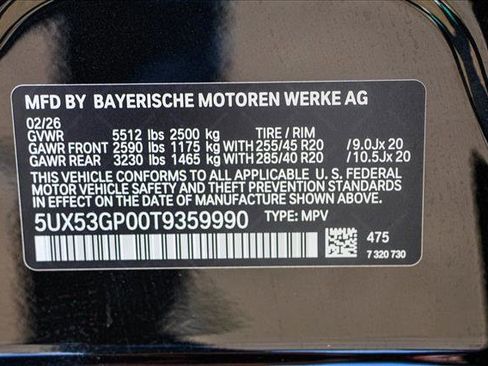 MFD BY BAYERISCHE MOTOREN WERKE AG
02/26
GVWR 5512 lbs 2500 kg TIRE / RIM
GAWR FRONT 2590 lbs 1175 kg WITH 255/45 R20 /9.0Jx 20
GAWR REAR 3230 lbs 1465 kg WITH 285/40 R20 /10.5Jx 20
THIS VEHICLE CONFORMS TO ALL APPLICABLE U. S. FEDERAL
MOTOR VEHICLE SAFETY AND THEFT PREVENTION STANDARDS
IN EFFECT ON THE DATE OF MANUFACTURE SHOWN ABOVE.
5UX53GP00T9359990 TYPE: MPV
475
7 320 730